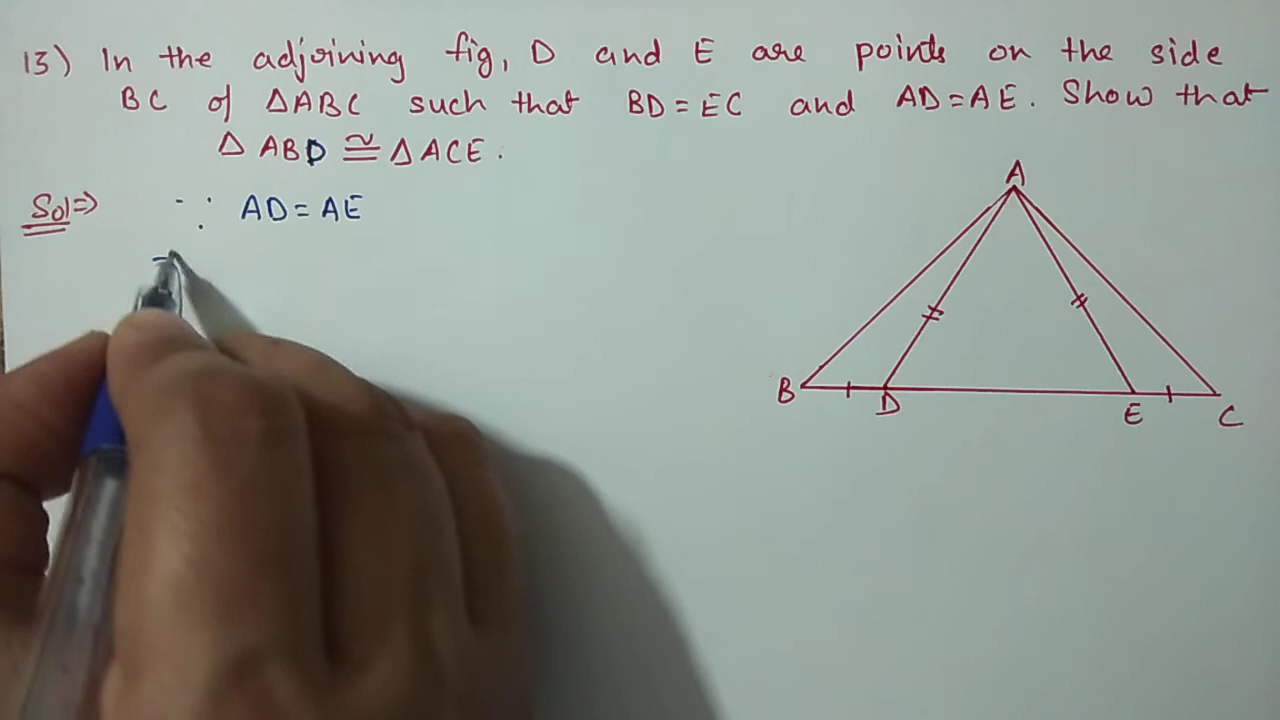 13) In the adjoining fig, D and E are points on the side
BC of ΔABC such that BD=EC and AD=AE. Show that
Δ ABD ≅ ΔACE.
Sol⇒ ∵ AD=AE
A
B
D
E
C